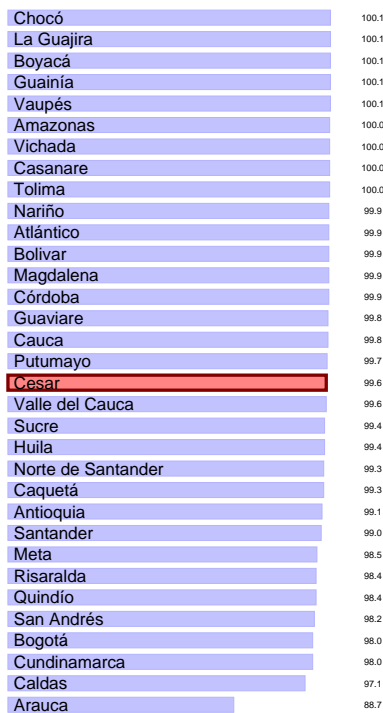 Chocó 100.1
La Guajira 100.1
Boyacá 100.1
Guainía 100.1
Vaupés 100.1
Amazonas 100.0
Vichada 100.0
Casanare 100.0
Tolima 100.0
Nariño 99.9
Atlántico 99.9
Bolivar 99.9
Magdalena 99.9
Córdoba 99.9
Guaviare 99.8
Cauca 99.8
Putumayo 99.7
Cesar 99.6
Valle del Cauca 99.6
Sucre 99.4
Huila 99.4
Norte de Santander 99.3
Caquetá 99.3
Antioquia 99.1
Santander 99.0
Meta 98.5
Risaralda 98.4
Quindío 98.4
San Andrés 98.2
Bogotá 98.0
Cundinamarca 98.0
Caldas 97.1
Arauca 88.7